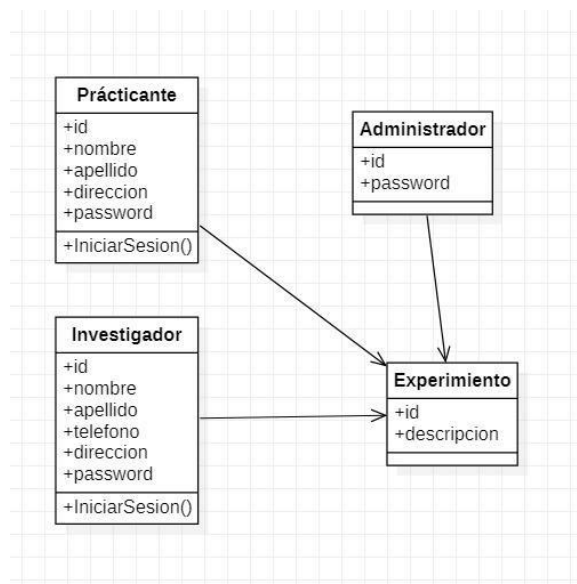 Prácticante
+id
+nombre
+apellido
+direccion
+password
+IniciarSesion()
Administrador
+id
+password
Investigador
+id
+nombre
+apellido
+telefono
+direccion
+password
+IniciarSesion()
Experimiento
+id
+descripcion